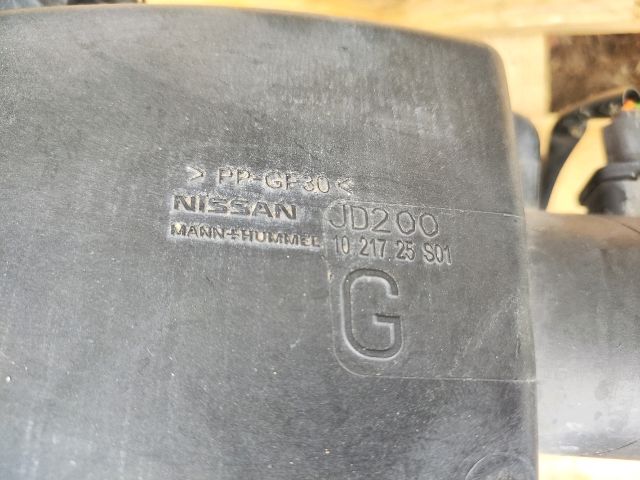 > PP-GF30 <
NISSAN JD200
MANN+HUMMEL 10 217 25 S01
G